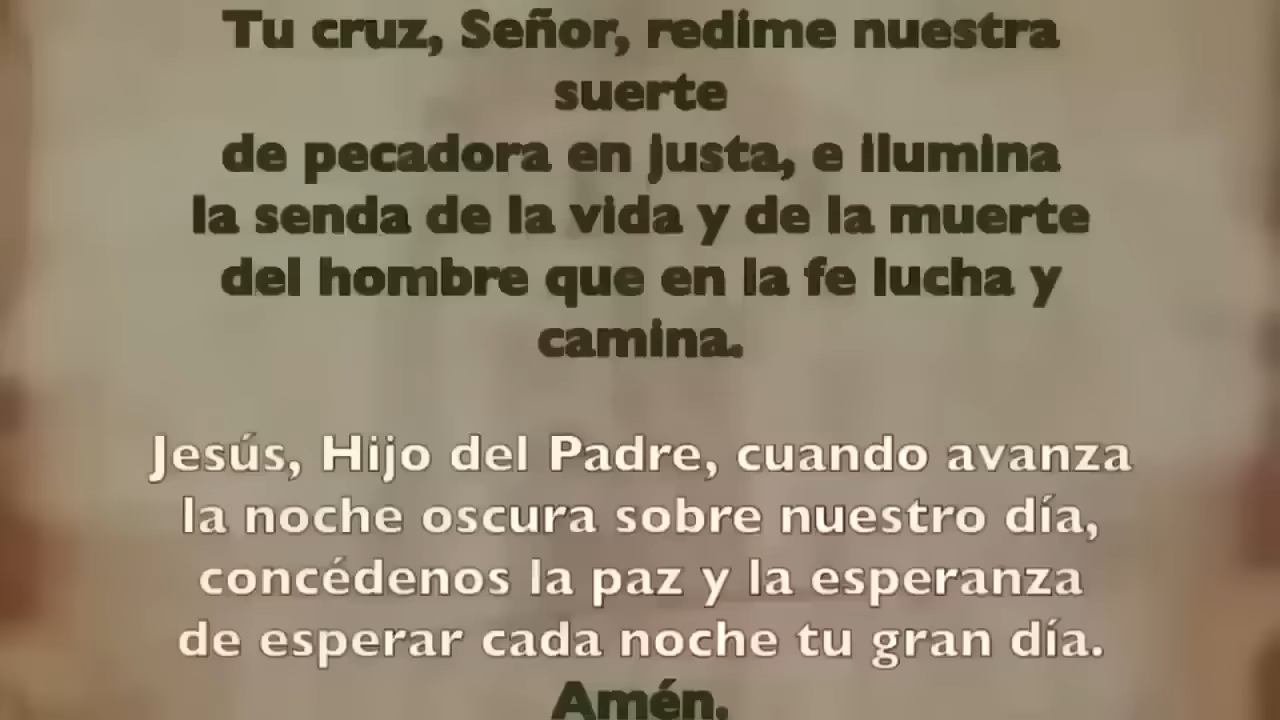 Tu cruz, Señor, redime nuestra
suerte
de pecadora en justa, e ilumina
la senda de la vida y de la muerte
del hombre que en la fe lucha y
camina.
Jesús, Hijo del Padre, cuando avanza
la noche oscura sobre nuestro día,
concédenos la paz y la esperanza
de esperar cada noche tu gran día.
Amén.